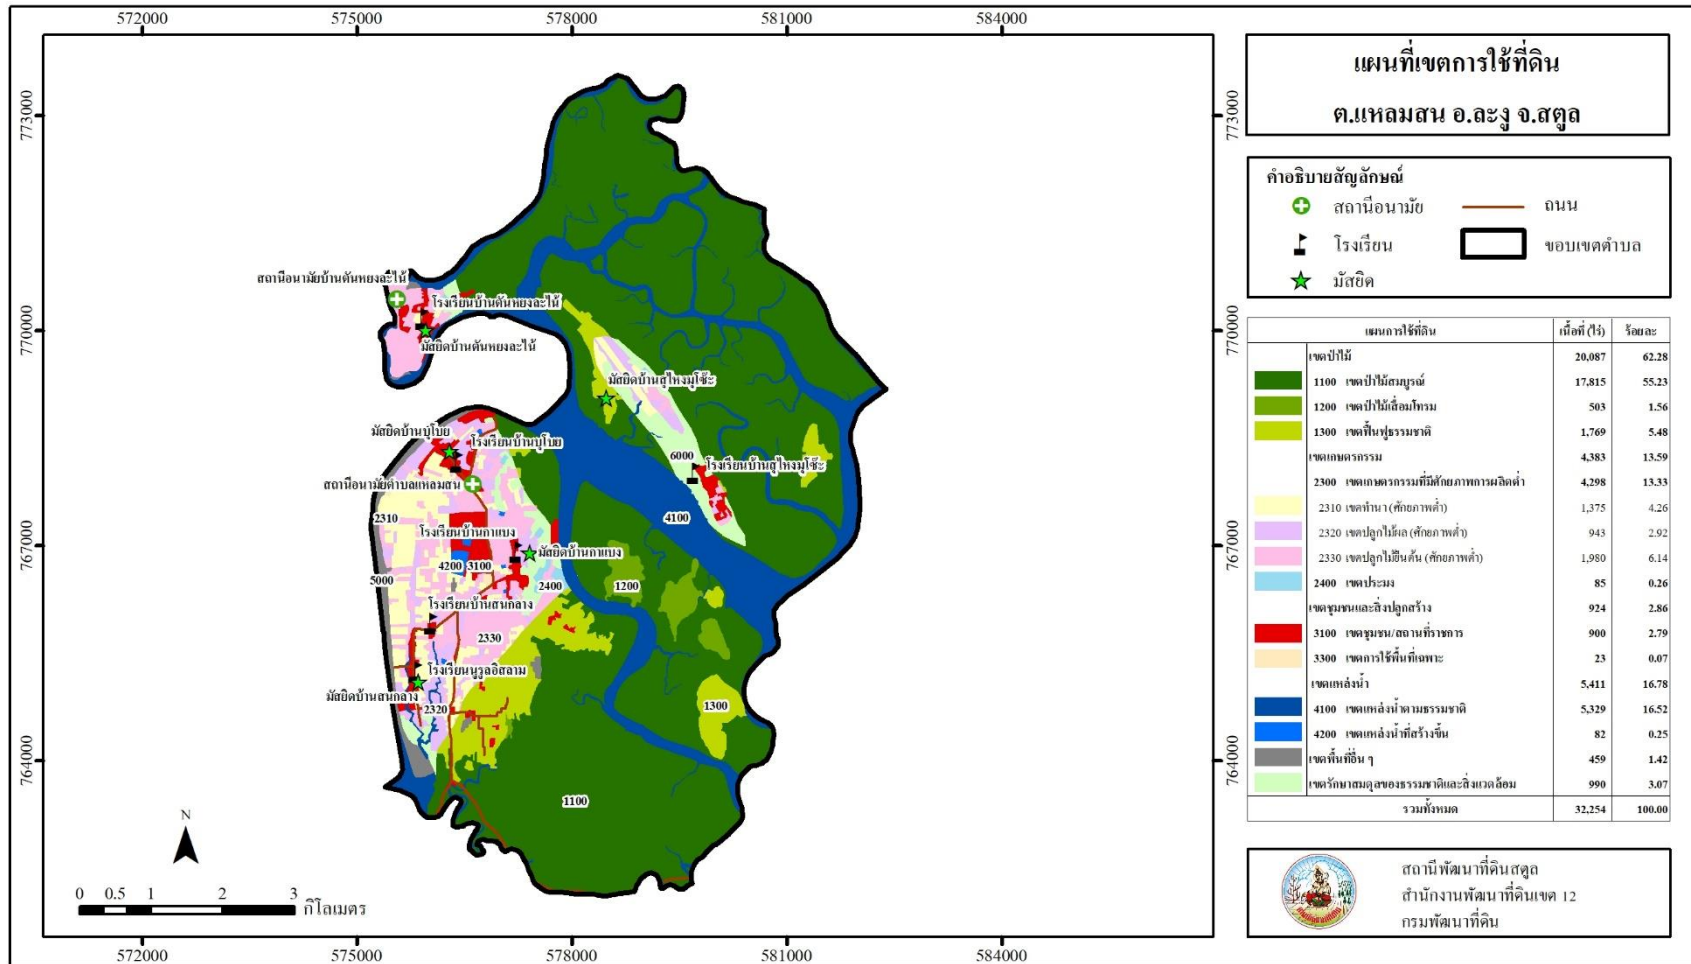 572000 575000 578000 581000 584000
773000
770000
767000
764000
773000
770000
767000
764000
572000 575000 578000 581000 584000
สถานีอนามัยบ้านตันหยงละไน้
โรงเรียนบ้านตันหยงละไน้
มัสยิดบ้านตันหยงละไน้
มัสยิดบ้านสุไหงมูโซ๊ะ
มัสยิดบ้านบุโบย
โรงเรียนบ้านบุโบย
6000
โรงเรียนบ้านสุไหงมูโซ๊ะ
สถานีอนามัยตำบลแหลมสน
2310
4100
โรงเรียนบ้านกาแบง
มัสยิดบ้านกาแบง
5000
4200
3100
2400
1200
โรงเรียนบ้านสนกลาง
2330
โรงเรียนนูรูลอิสลาม
มัสยิดบ้านสนกลาง
2320
1300
1100
N
0 0.5 1 2 3
กิโลเมตร
แผนที่เขตการใช้ที่ดิน
ต.แหลมสน อ.ละงู จ.สตูล
คำอธิบายสัญลักษณ์
สถานีอนามัย ถนน
โรงเรียน ขอบเขตตำบล
มัสยิด
แผนการใช้ที่ดิน เนื้อที่ (ไร่) ร้อยละ
เขตป่าไม้ 20,087 62.28
1100 เขตป่าไม้สมบูรณ์ 17,815 55.23
1200 เขตป่าไม้เสื่อมโทรม 503 1.56
1300 เขตฟื้นฟูธรรมชาติ 1,769 5.48
เขตเกษตรกรรม 4,383 13.59
2300 เขตเกษตรกรรมที่มีศักยภาพการผลิตต่ำ 4,298 13.33
2310 เขตทำนา (ศักยภาพต่ำ) 1,375 4.26
2320 เขตปลูกไม้ผล (ศักยภาพต่ำ) 943 2.92
2330 เขตปลูกไม้ยืนต้น (ศักยภาพต่ำ) 1,980 6.14
2400 เขตประมง 85 0.26
เขตชุมชนและสิ่งปลูกสร้าง 924 2.86
3100 เขตชุมชน/สถานที่ราชการ 900 2.79
3300 เขตการใช้พื้นที่เฉพาะ 23 0.07
เขตแหล่งน้ำ 5,411 16.78
4100 เขตแหล่งน้ำตามธรรมชาติ 5,329 16.52
4200 เขตแหล่งน้ำที่สร้างขึ้น 82 0.25
เขตพื้นที่อื่น ๆ 459 1.42
เขตรักษาสมดุลของธรรมชาติและสิ่งแวดล้อม 990 3.07
รวมทั้งหมด 32,254 100.00
สถานีพัฒนาที่ดินสตูล
สำนักงานพัฒนาที่ดินเขต 12
กรมพัฒนาที่ดิน